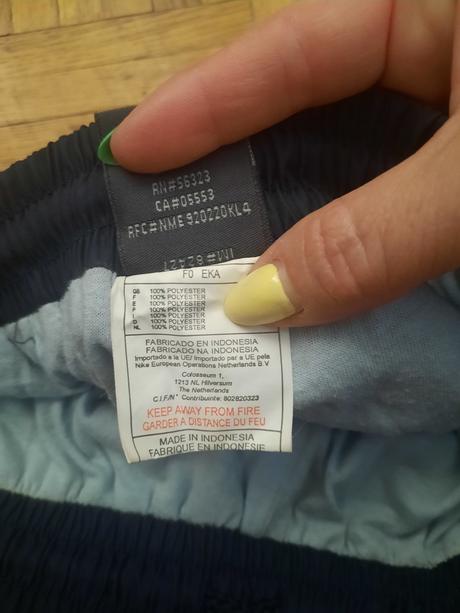 RN#56323
CA#05553
RFC#NME 920220KL4
F0 EKA
GB 100% POLYESTER
F 100% POLYESTER
E 100% POLYESTER
P 100% POLYESTER
I 100% POLYESTER
D 100% POLYESTER
NL 100% POLYESTER
FABRICADO EN INDONESIA
FABRICADO NA INDONESIA
Importado a la UE/ Importado par a UE pela
Nike European Operations Netherlands B.V
Colosseum 1,
1213 NL Hilversum
The Netherlands
C.I.F/N° Contribuinte: 802820323
KEEP AWAY FROM FIRE
GARDER A DISTANCE DU FEU
MADE IN INDONESIA
FABRIQUE EN INDONESIE